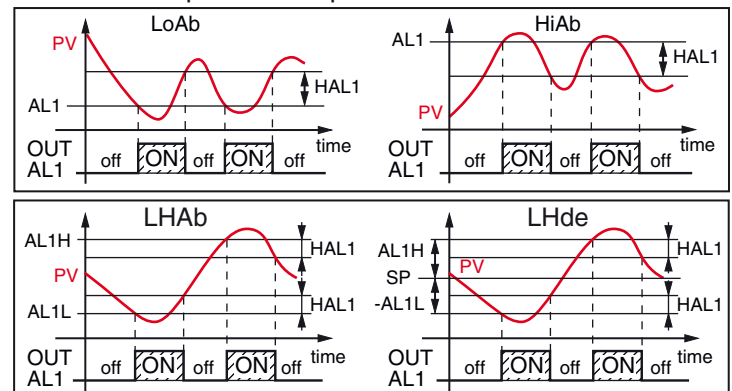 LoAb
PV
AL1
HAL1
time
OUT
AL1
off ON off ON off
HiAb
AL1
HAL1
PV
time
OUT
AL1
off ON off ON off
LHAb
AL1H
HAL1
PV
AL1L
HAL1
time
OUT
AL1
off ON off ON off
LHde
AL1H
HAL1
SP
PV
-AL1L
HAL1
time
OUT
AL1
off ON off ON off